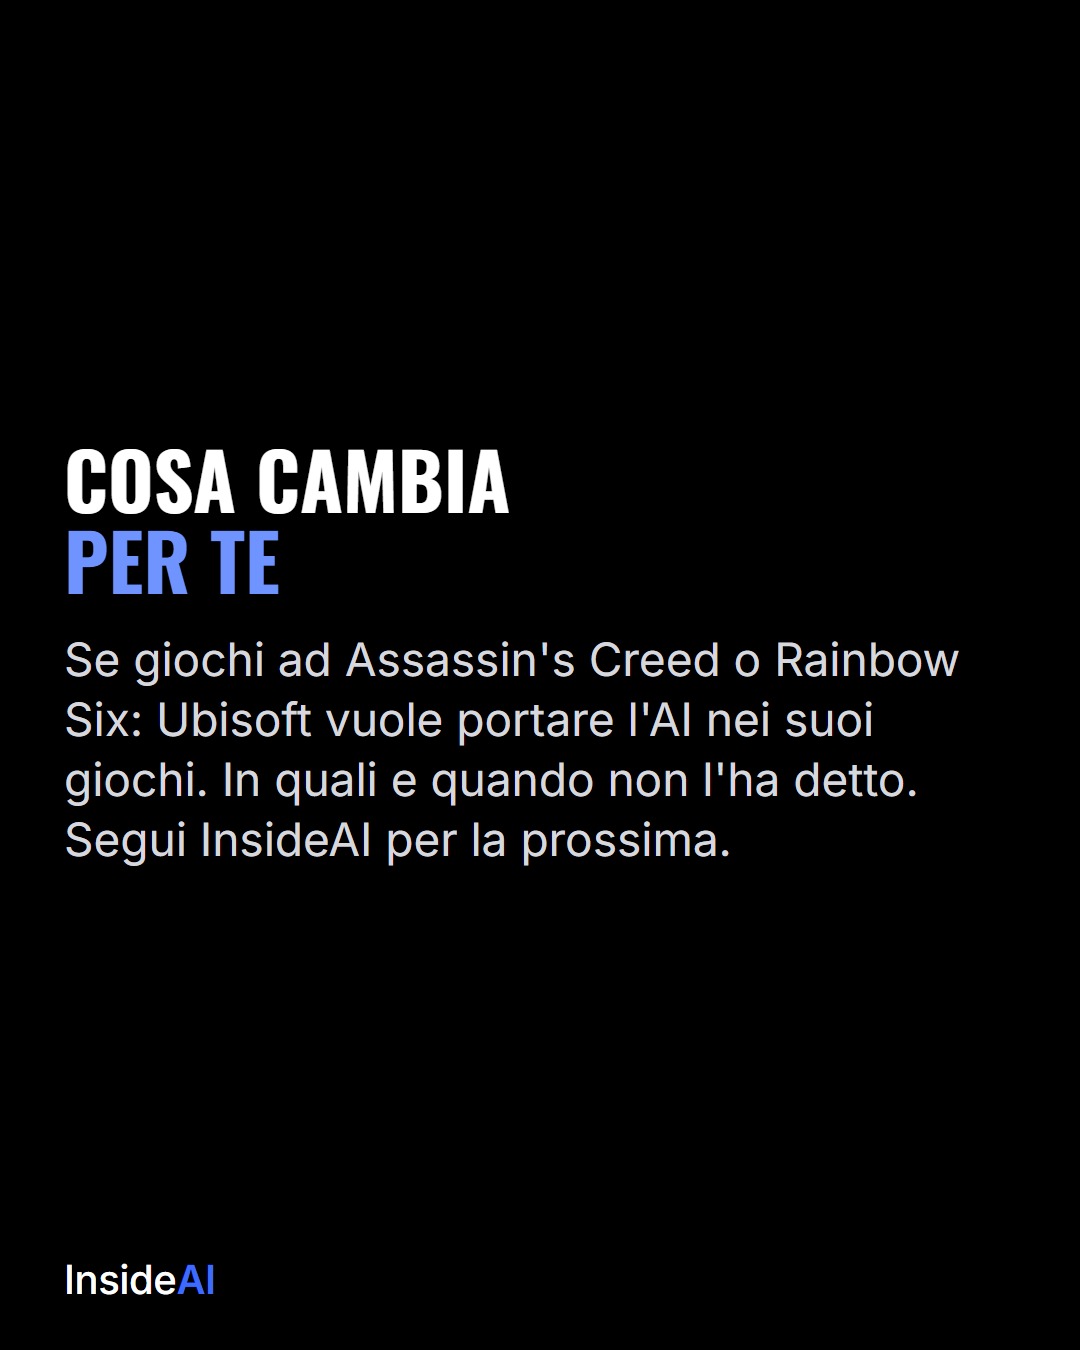 COSA CAMBIA
PER TE
Se giochi ad Assassin's Creed o Rainbow
Six: Ubisoft vuole portare l'AI nei suoi
giochi. In quali e quando non l'ha detto.
Segui InsideAI per la prossima.
InsideAI